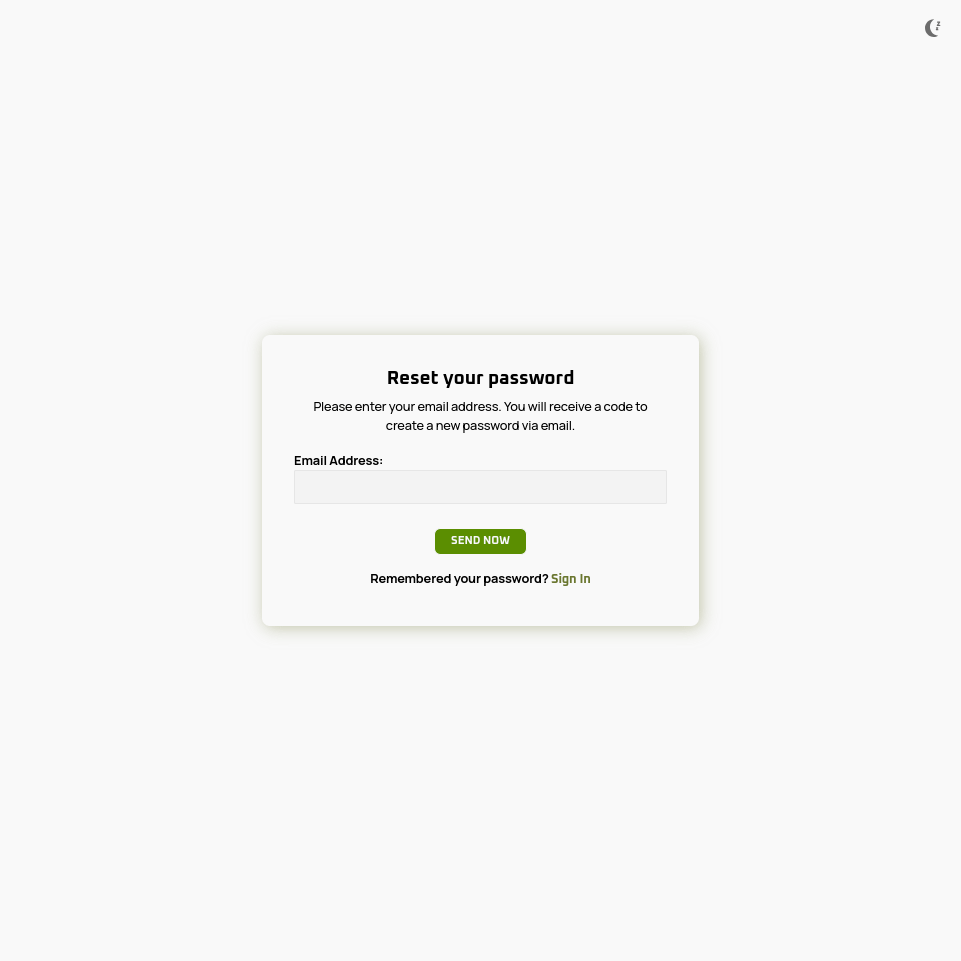 Reset your password
Please enter your email address. You will receive a code to
create a new password via email.
Email Address:
SEND NOW
Remembered your password? Sign In